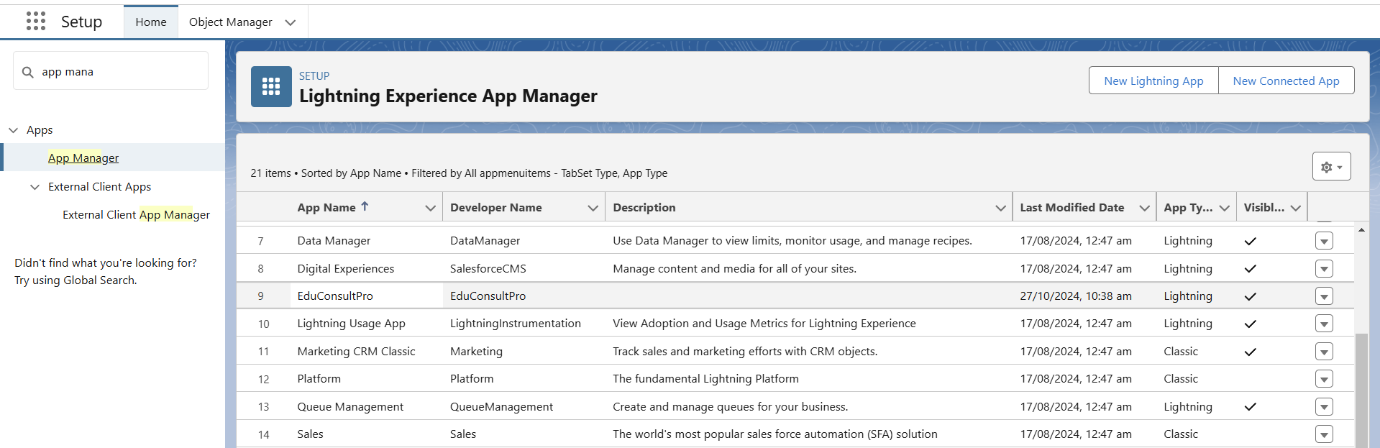 Setup Home Object Manager
app mana
Apps
App Manager
External Client Apps
External Client App Manager
Didn't find what you're looking for?
Try using Global Search.
SETUP
Lightning Experience App Manager
New Lightning App New Connected App
21 items • Sorted by App Name • Filtered by All appmenuitems - TabSet Type, App Type
App Name ↑ Developer Name Description Last Modified Date App Ty... Visibl...
7 Data Manager DataManager Use Data Manager to view limits, monitor usage, and manage recipes. 17/08/2024, 12:47 am Lightning ✓
8 Digital Experiences SalesforceCMS Manage content and media for all of your sites. 17/08/2024, 12:47 am Lightning ✓
9 EduConsultPro EduConsultPro 27/10/2024, 10:38 am Lightning ✓
10 Lightning Usage App LightningInstrumentation View Adoption and Usage Metrics for Lightning Experience 17/08/2024, 12:47 am Lightning ✓
11 Marketing CRM Classic Marketing Track sales and marketing efforts with CRM objects. 17/08/2024, 12:47 am Classic ✓
12 Platform Platform The fundamental Lightning Platform 17/08/2024, 12:47 am Classic
13 Queue Management QueueManagement Create and manage queues for your business. 17/08/2024, 12:47 am Lightning ✓
14 Sales Sales The world's most popular sales force automation (SFA) solution 17/08/2024, 12:47 am Classic